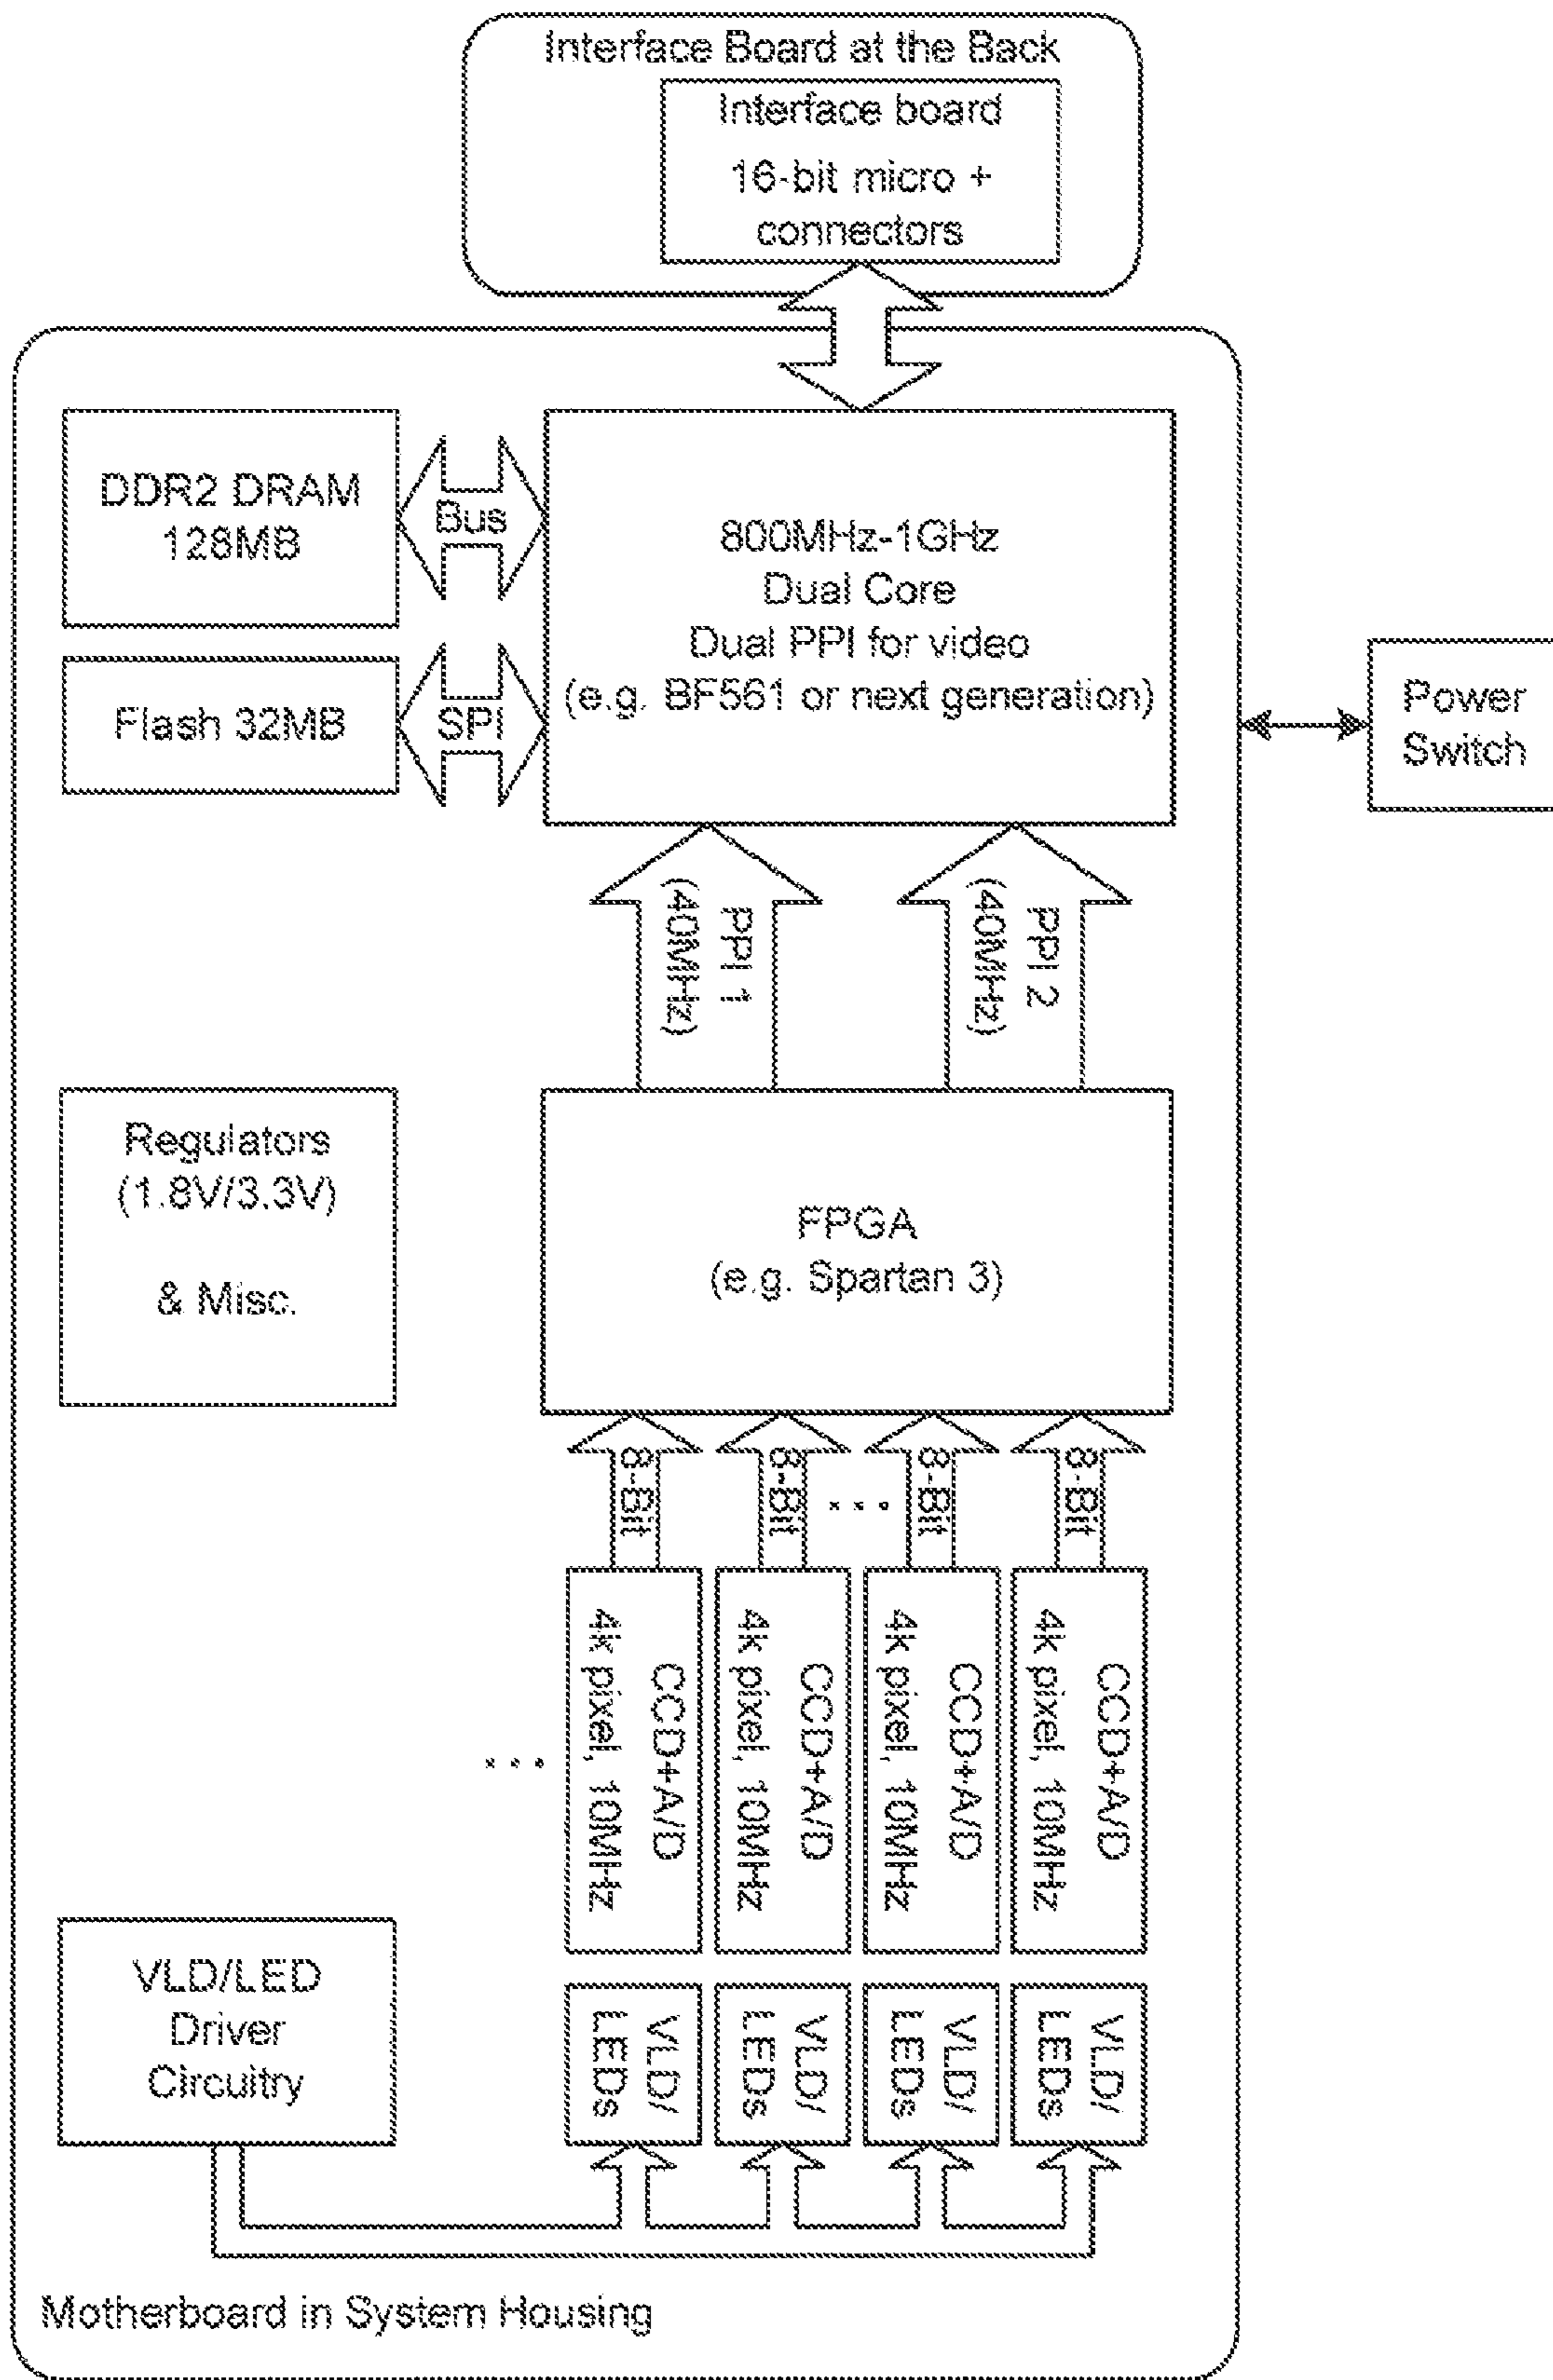 Interface Board at the Back
Interface board
16-bit micro +
connectors
DDR2 DRAM
128MB
Bus
800MHz-1GHz
Dual Core
Dual PPI for video
(e.g. BF561 or next generation)
Flash 32MB
SPI
Power
Switch
PPI 1
(40MHz)
PPI 2
(40MHz)
Regulators
(1.8V/3.3V)
& Misc.
FPGA
(e.g. Spartan 3)
8-Bit
8-Bit
...
8-Bit
8-Bit
...
CCD+A/D
4k pixel, 10MHz
CCD+A/D
4k pixel, 10MHz
CCD+A/D
4k pixel, 10MHz
CCD+A/D
4k pixel, 10MHz
VLD/LED
Driver
Circuitry
VLD/
LEDs
VLD/
LEDs
VLD/
LEDs
VLD/
LEDs
Motherboard in System Housing